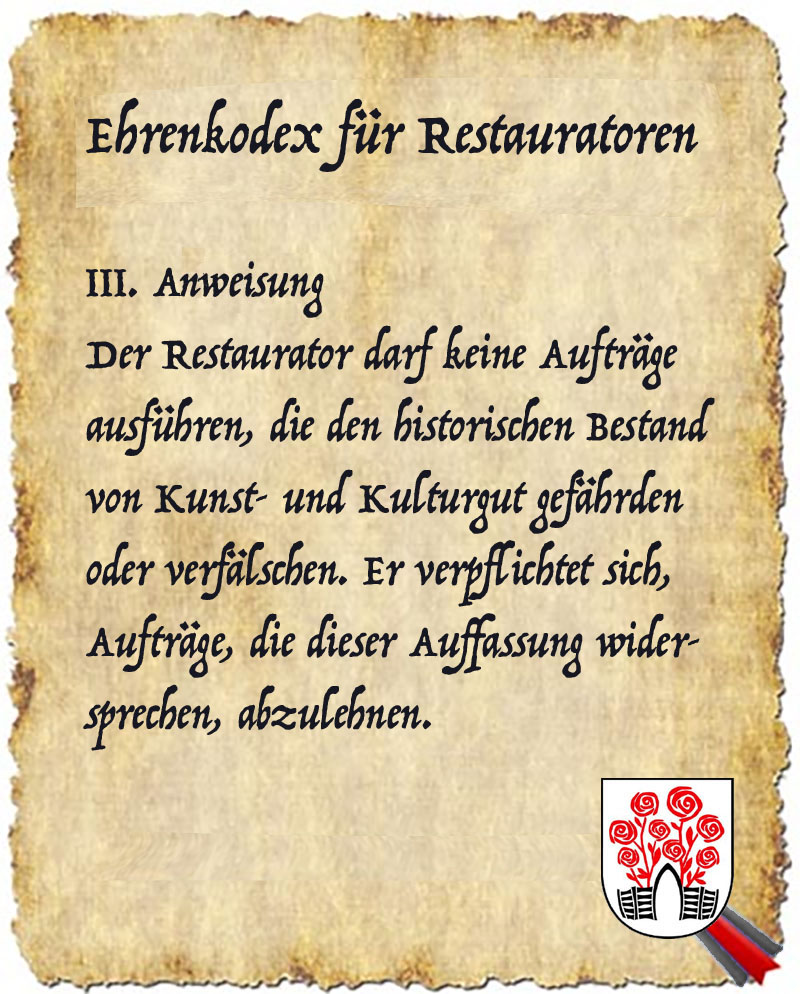 Ehrenkodex für Restauratoren
III. Anweisung
Der Restaurator darf keine Aufträge
ausführen, die den historischen Bestand
von Kunst- und Kulturgut gefährden
oder verfälschen. Er verpflichtet sich,
Aufträge, die dieser Auffassung wider-
sprechen, abzulehnen.